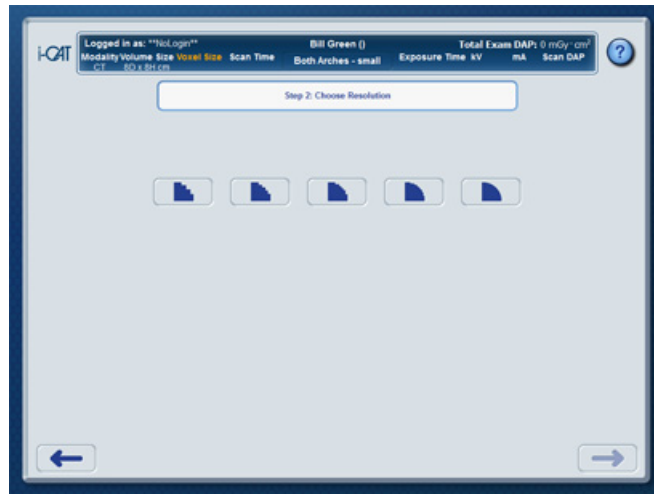 i-CAT
Logged in as: **NoLogin** Bill Green () Total Exam DAP: 0 mGy·cm²
Modality Volume Size Voxel Size Scan Time Both Arches - small Exposure Time kV mA Scan DAP
CT 8D x 8H cm
?
Step 2: Choose Resolution